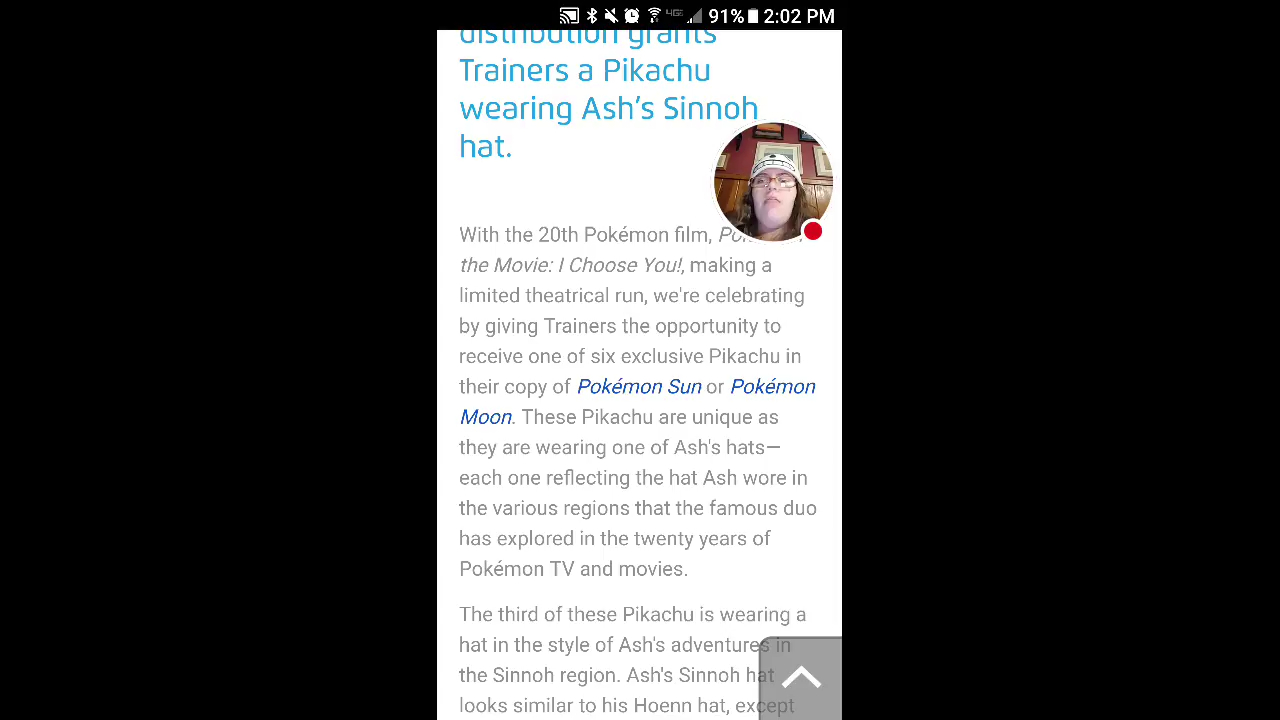 4G 91% 2:02 PM
distribution grants
Trainers a Pikachu
wearing Ash's Sinnoh
hat.
With the 20th Pokémon film,
the Movie: I Choose You!, making a
limited theatrical run, we're celebrating
by giving Trainers the opportunity to
receive one of six exclusive Pikachu in
their copy of Pokémon Sun or Pokémon
Moon. These Pikachu are unique as
they are wearing one of Ash's hats—
each one reflecting the hat Ash wore in
the various regions that the famous duo
has explored in the twenty years of
Pokémon TV and movies.
The third of these Pikachu is wearing a
hat in the style of Ash's adventures in
the Sinnoh region. Ash's Sinnoh hat
looks similar to his Hoenn hat, except